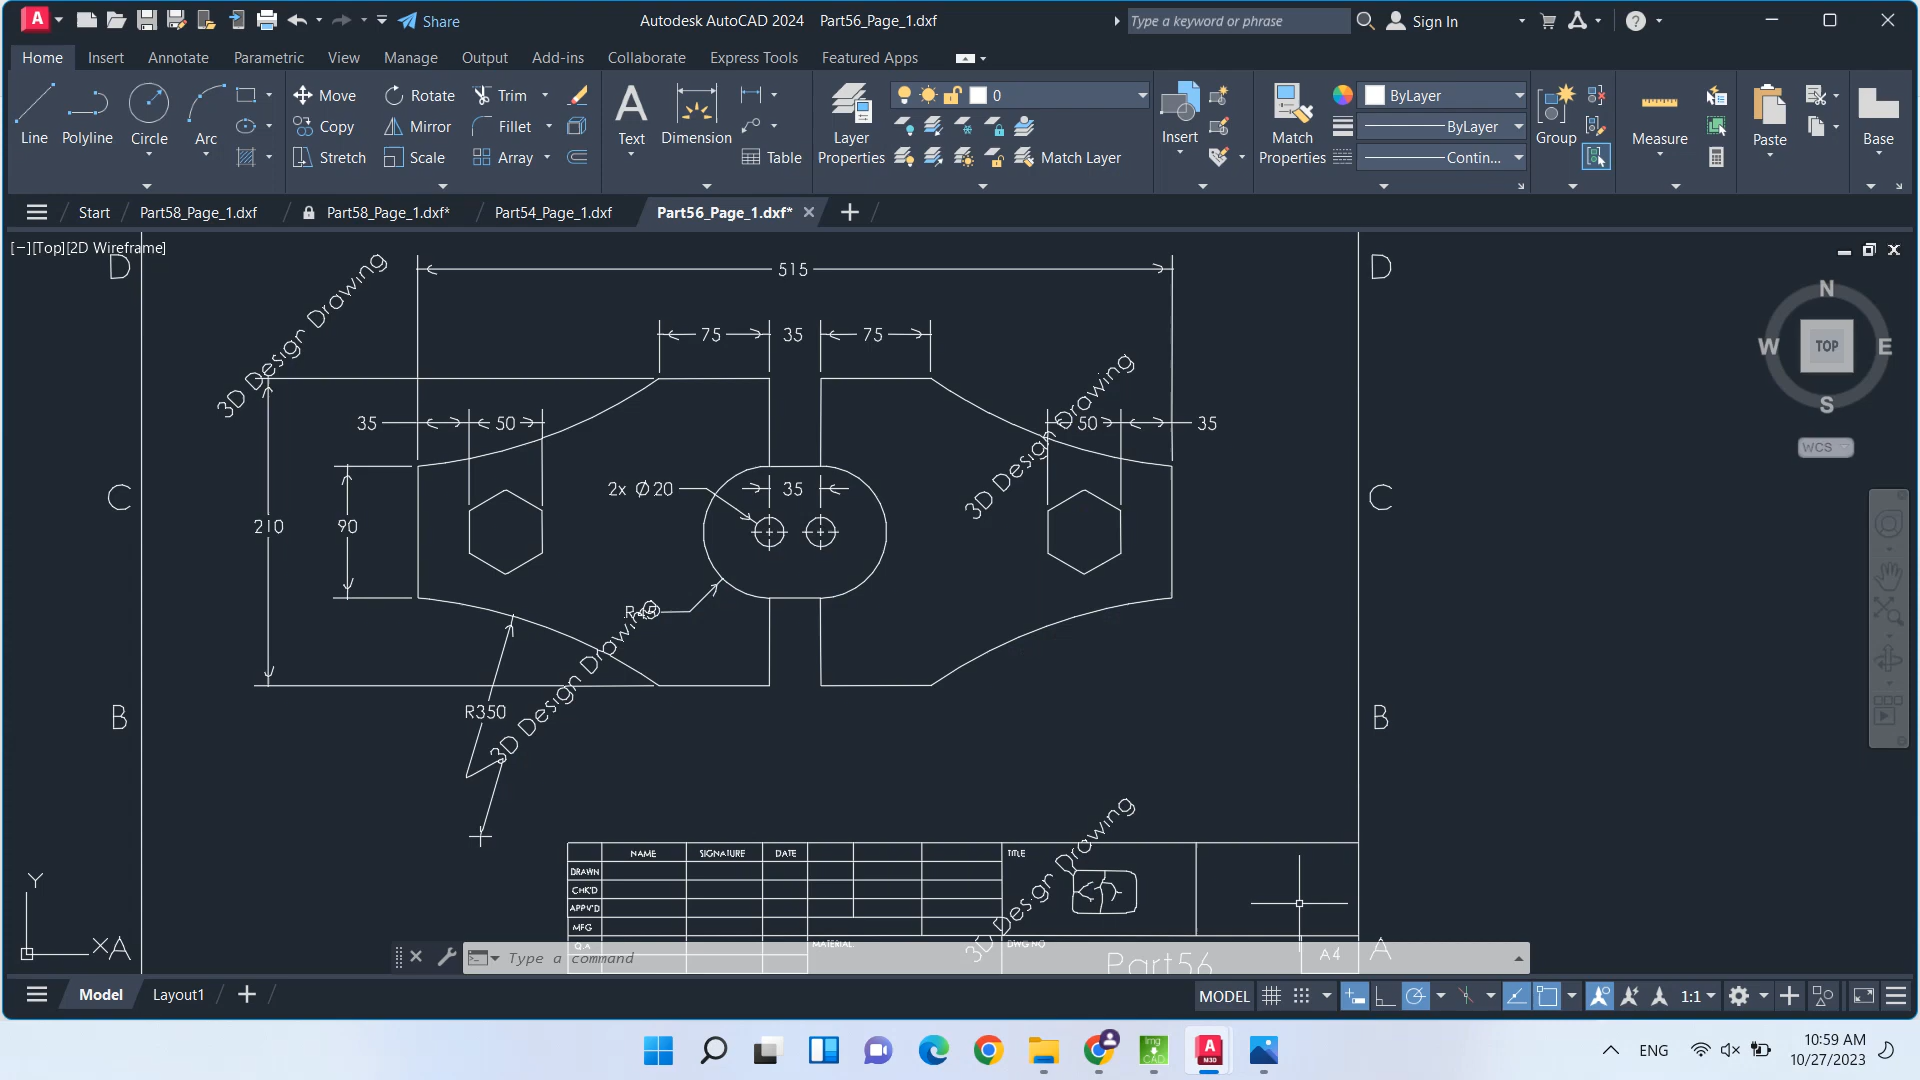 Share
Autodesk AutoCAD 2024 Part56_Page_1.dxf
Type a keyword or phrase
Sign In
Home Insert Annotate Parametric View Manage Output Add-ins Collaborate Express Tools Featured Apps
Line
Polyline
Circle
Arc
Move
Rotate
Trim
Copy
Mirror
Fillet
Stretch
Scale
Array
Text
Dimension
Table
Layer
Properties
0
Match Layer
Insert
Match
Properties
ByLayer
ByLayer
Contin...
Group
Measure
Paste
Base
Start Part58_Page_1.dxf Part58_Page_1.dxf* Part54_Page_1.dxf Part56_Page_1.dxf*
[−][Top][2D Wireframe]
D
D
515
N
W TOP E
S
WCS
75 35 75
3D Design Drawing
3D Design Drawing
35 50
50 35
C
C
2x Ø20
35
210
90
R45
3D Design Drawing
R350
B
B
3D Design Drawing
NAME SIGNATURE DATE
TITLE
DRAWN
CHK'D
APPV'D
MFG
Q.A
MATERIAL
DWG NO
Part56
A4
Y
X
A
A
Type a command
Model Layout1
MODEL
1:1
ENG
10:59 AM
10/27/2023